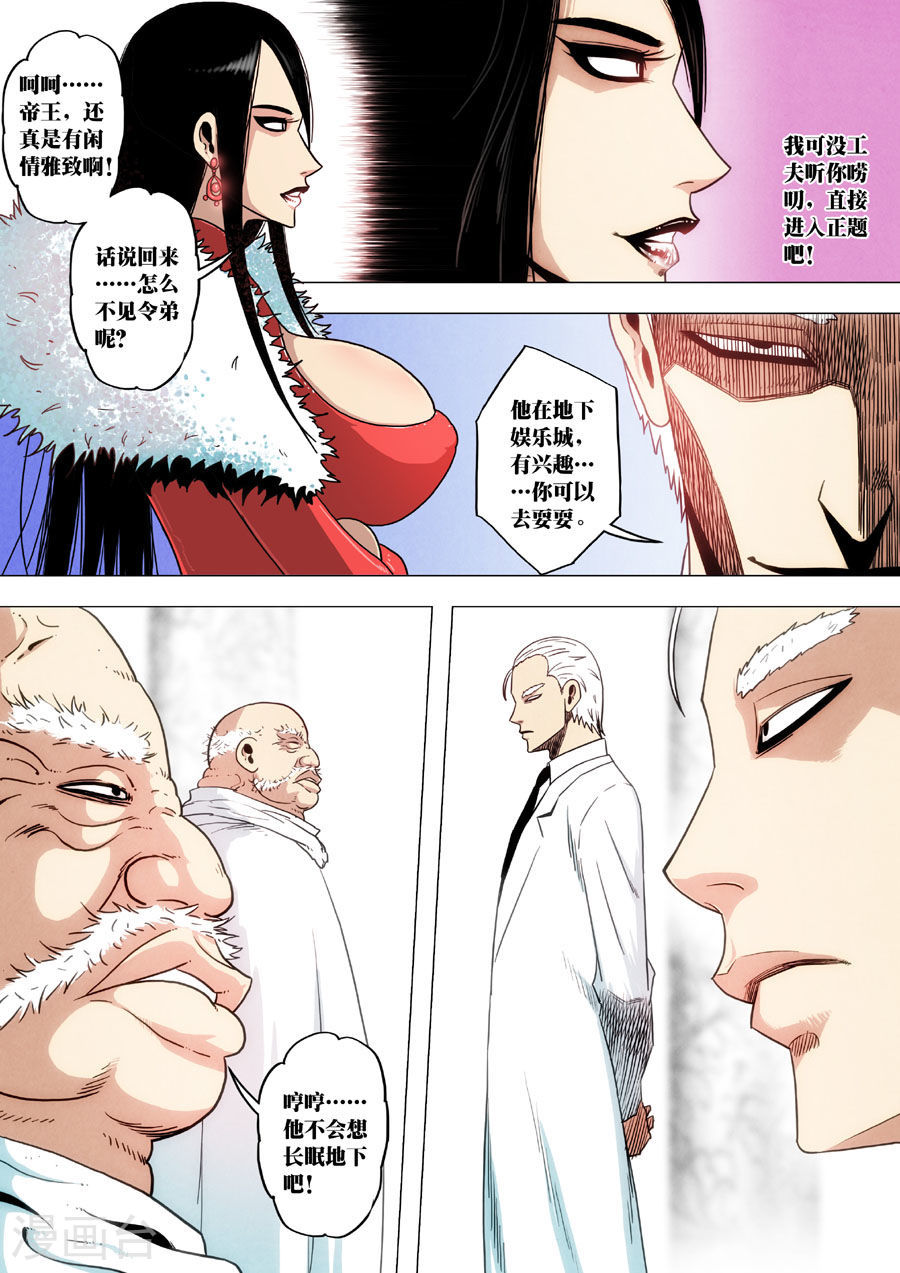 呵呵……
帝王，还
真是有闲
情雅致啊！
话说回来
……怎么
不见令弟
呢？
我可没工
夫听你唠
叨，直接
进入正题
吧！
他在地下
娱乐城，
有兴趣…
…你可以
去耍耍。
哼哼……
他不会想
长眠地下
吧！
漫画台